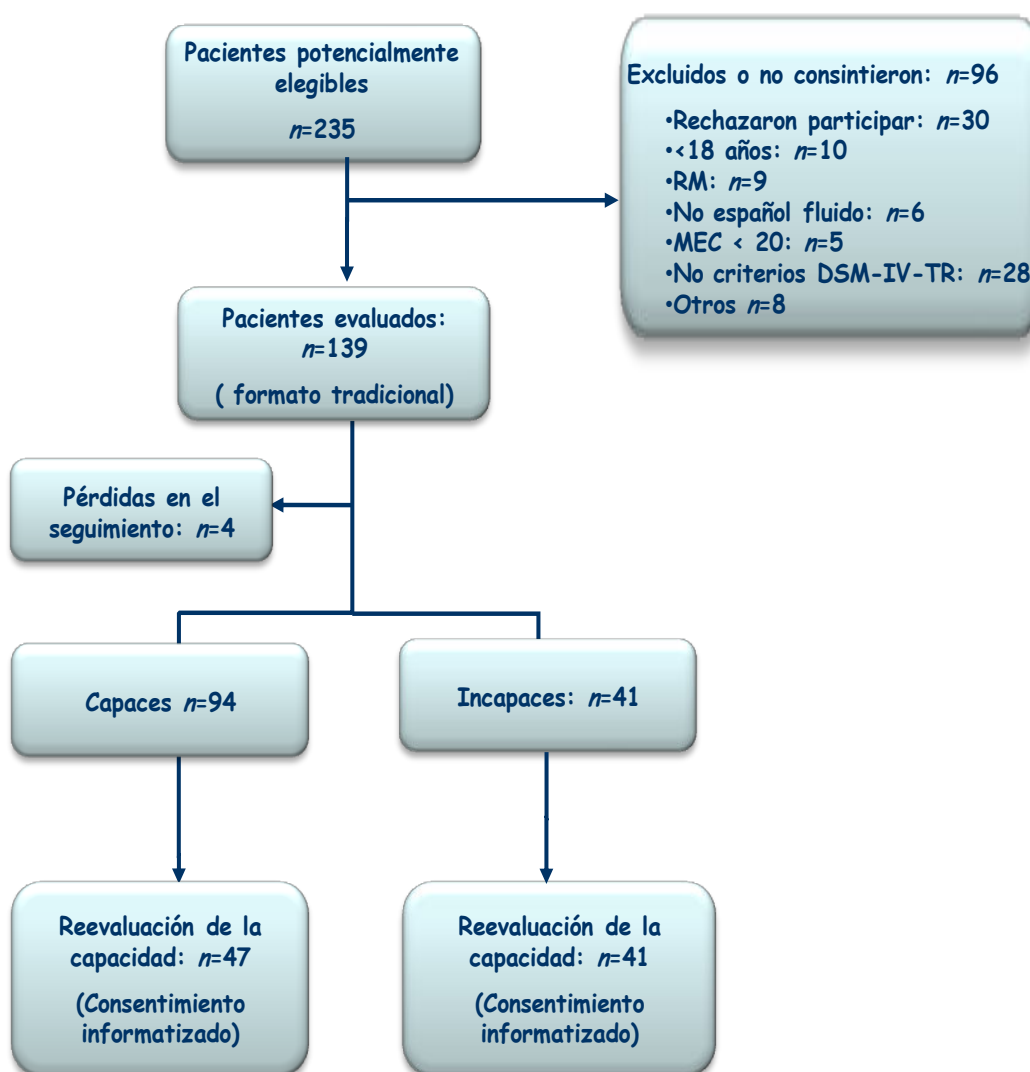 Pacientes potencialmente
elegibles
n=235
Excluidos o no consintieron: n=96
•Rechazaron participar: n=30
•<18 años: n=10
•RM: n=9
•No español fluido: n=6
•MEC < 20: n=5
•No criterios DSM-IV-TR: n=28
•Otros n=8
Pacientes evaluados:
n=139
( formato tradicional)
Pérdidas en el
seguimiento: n=4
Capaces n=94
Incapaces: n=41
Reevaluación de la
capacidad: n=47
(Consentimiento
informatizado)
Reevaluación de la
capacidad: n=41
(Consentimiento
informatizado)